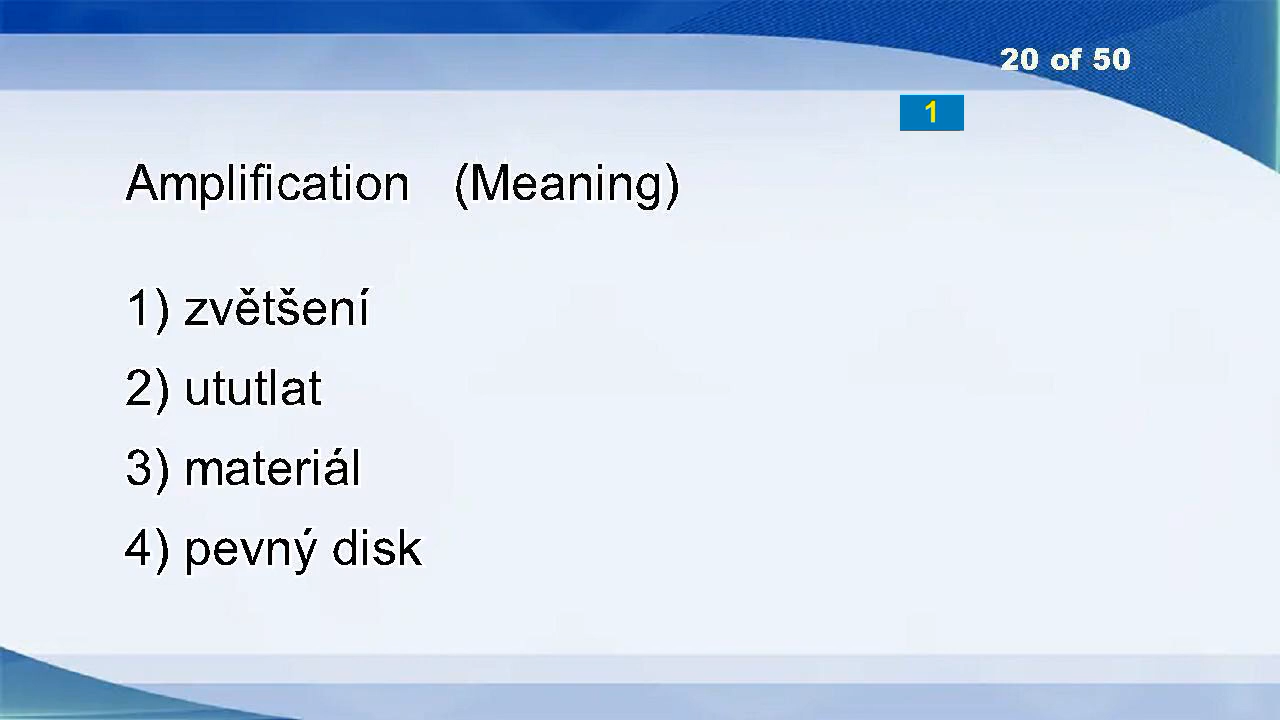 20 of 50
1
Amplification (Meaning)
1) zvětšení
2) ututlat
3) materiál
4) pevný disk